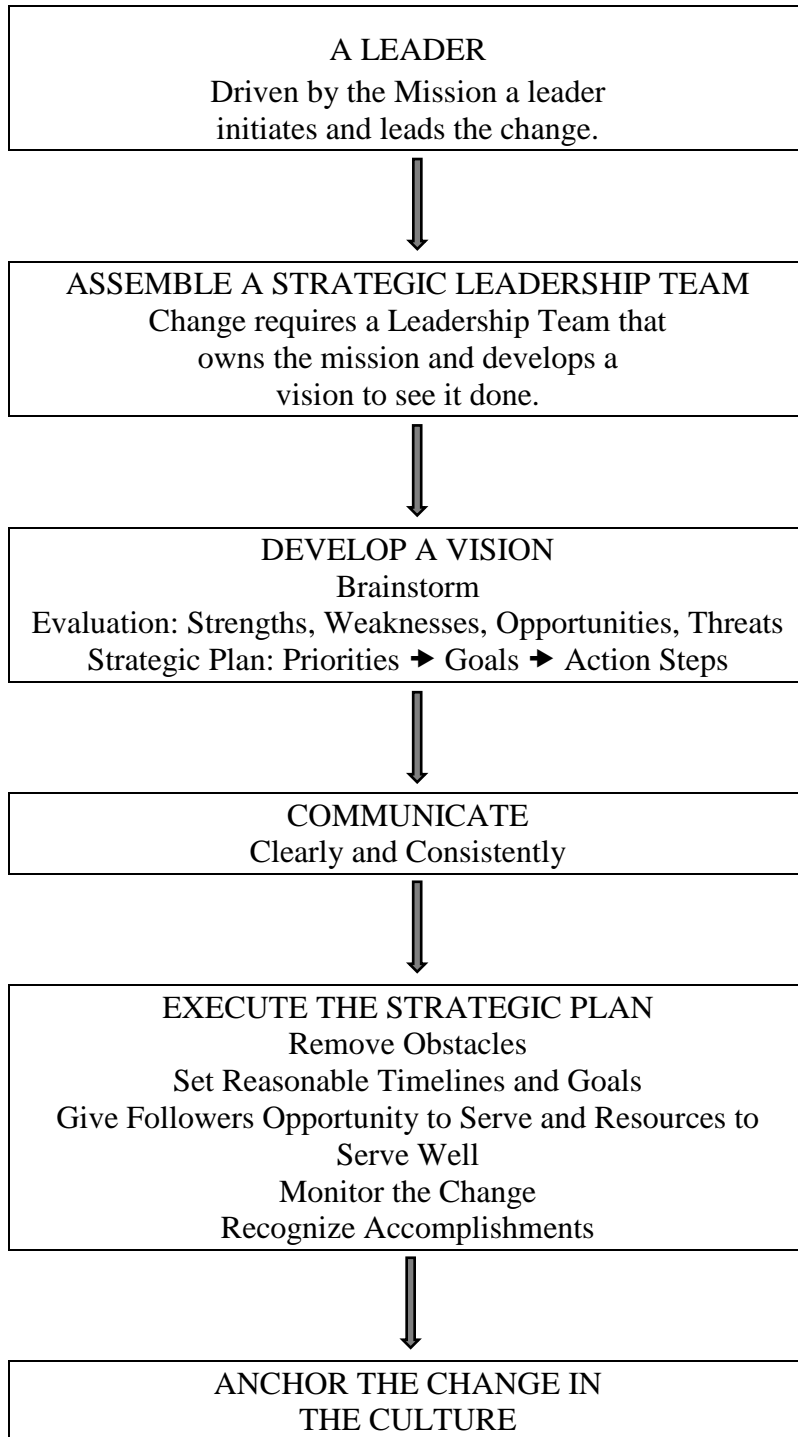 A LEADER
Driven by the Mission a leader
initiates and leads the change.
ASSEMBLE A STRATEGIC LEADERSHIP TEAM
Change requires a Leadership Team that
owns the mission and develops a
vision to see it done.
DEVELOP A VISION
Brainstorm
Evaluation: Strengths, Weaknesses, Opportunities, Threats
Strategic Plan: Priorities ➔ Goals ➔ Action Steps
COMMUNICATE
Clearly and Consistently
EXECUTE THE STRATEGIC PLAN
Remove Obstacles
Set Reasonable Timelines and Goals
Give Followers Opportunity to Serve and Resources to
Serve Well
Monitor the Change
Recognize Accomplishments
ANCHOR THE CHANGE IN
THE CULTURE